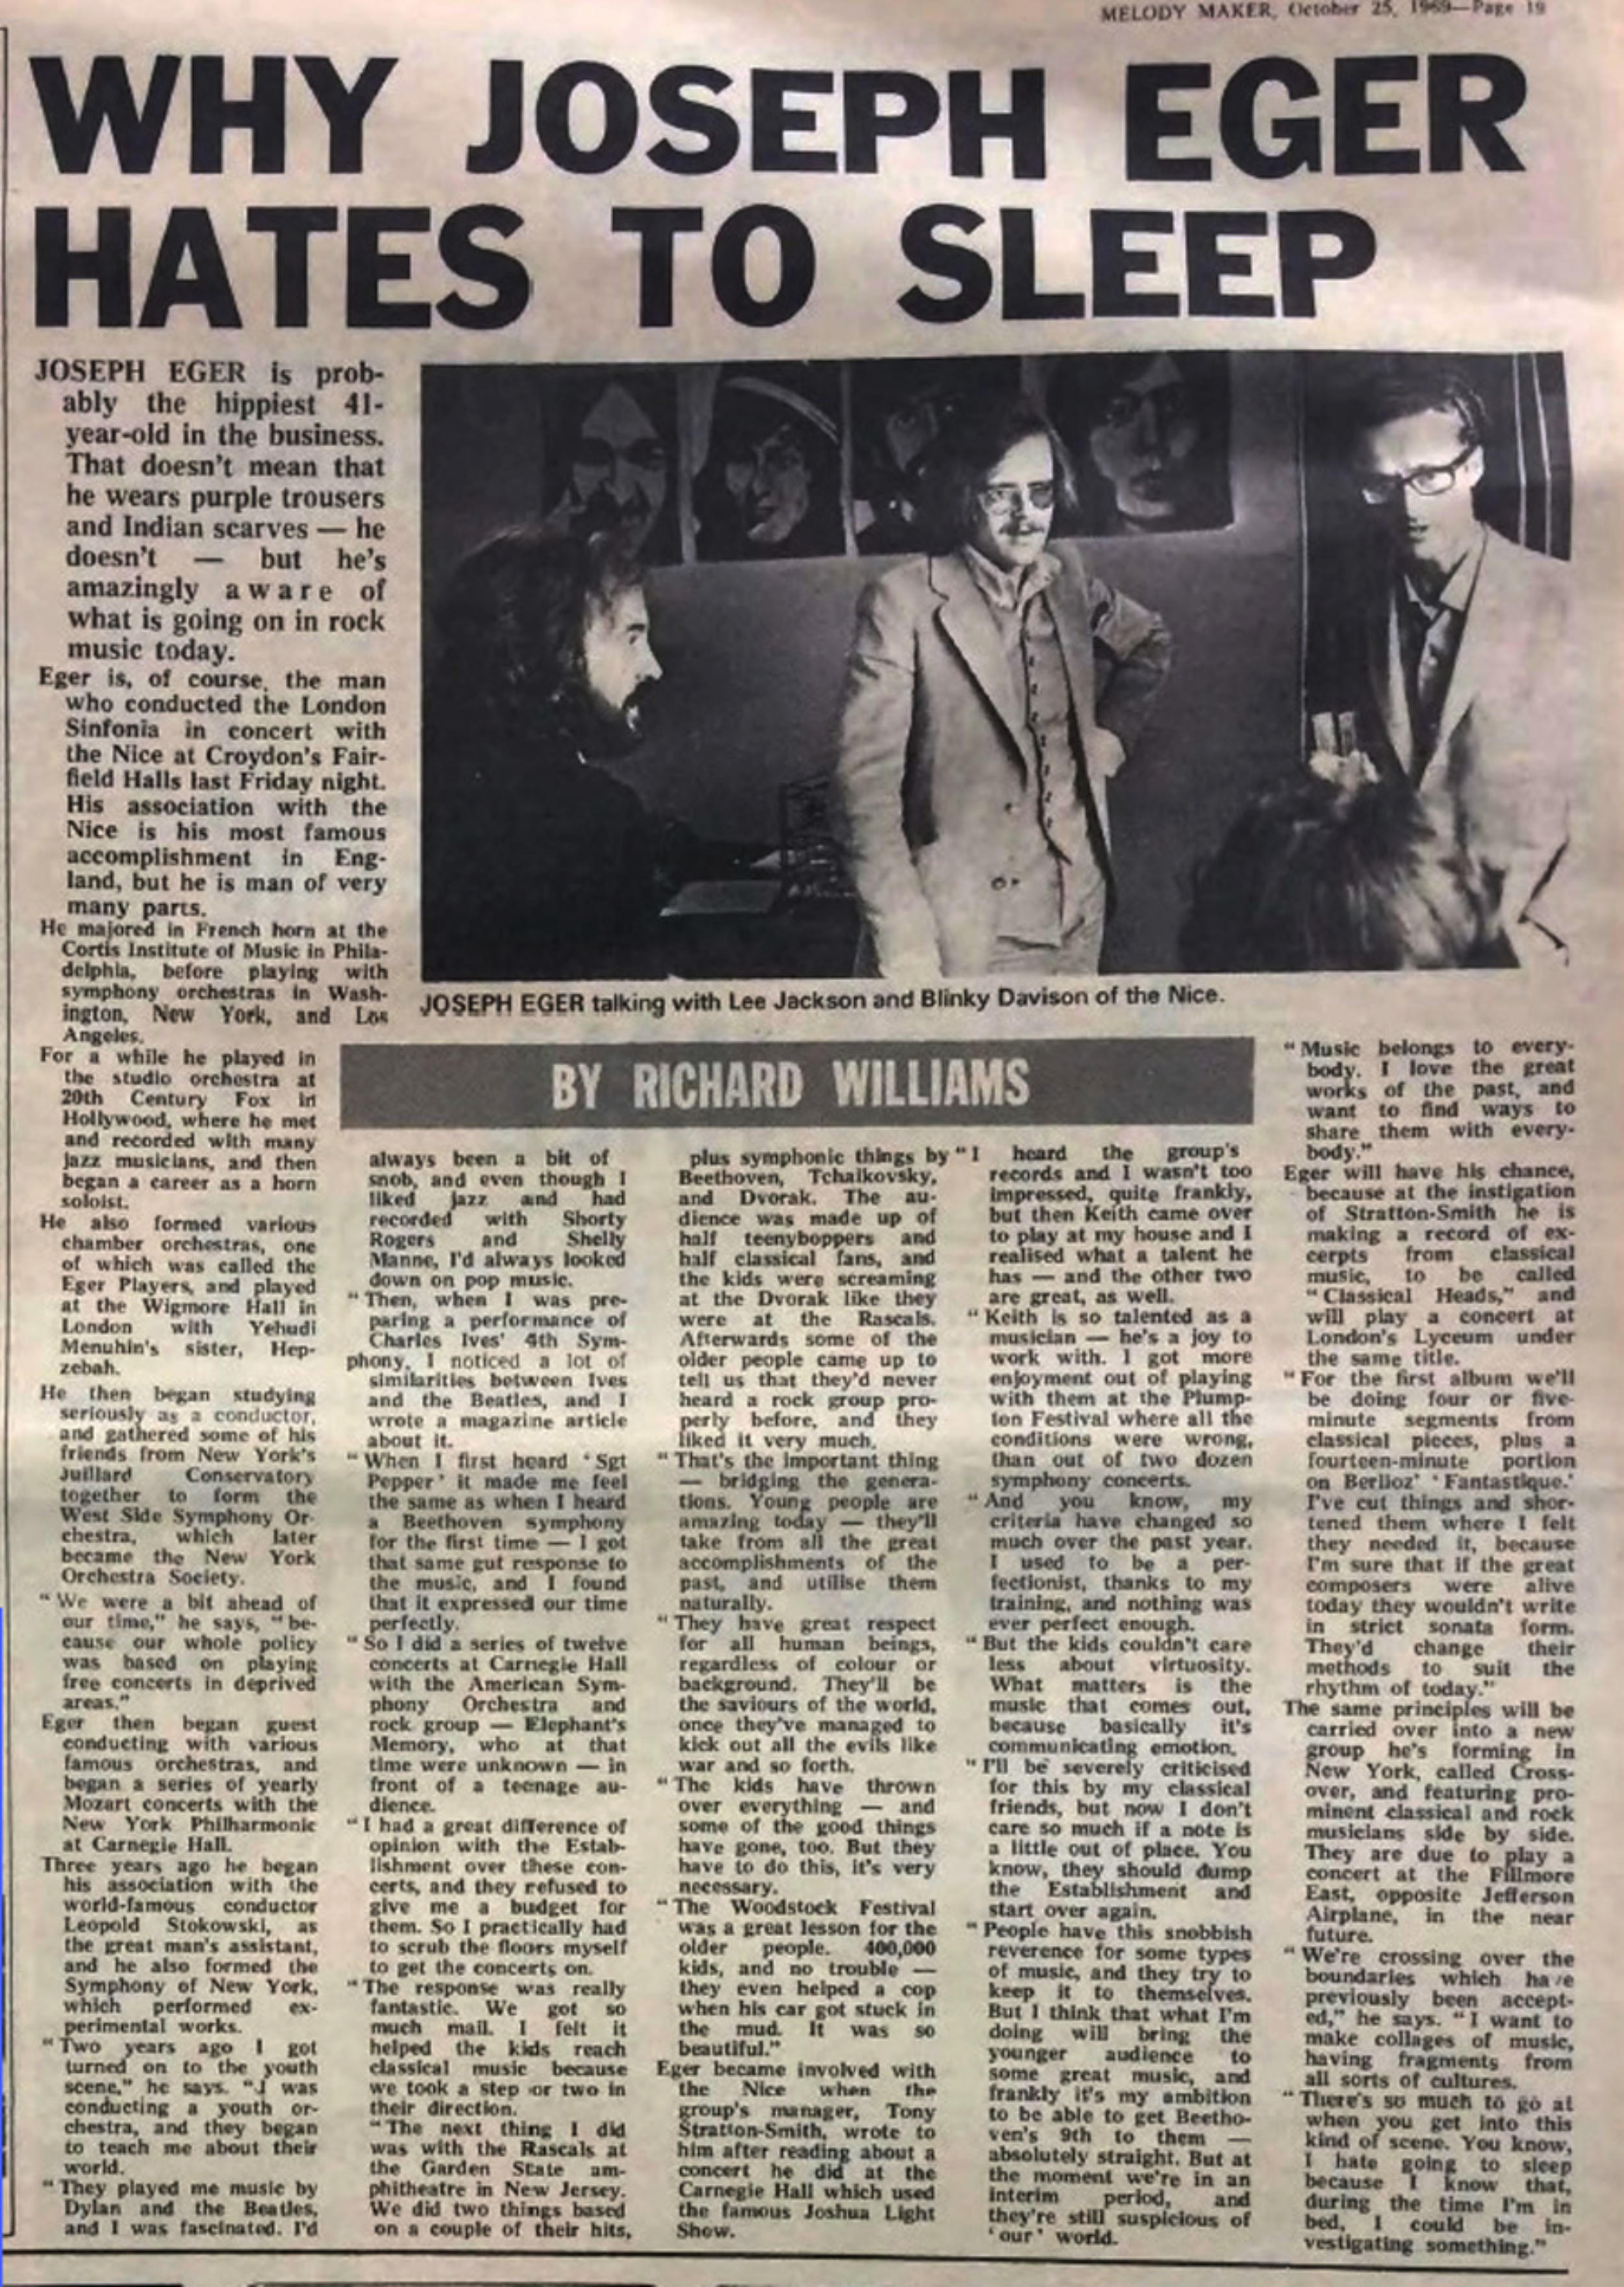 MELODY MAKER, October 25, 1969—Page 19
WHY JOSEPH EGER
HATES TO SLEEP
JOSEPH EGER is prob-
ably the hippiest 41-
year-old in the business.
That doesn't mean that
he wears purple trousers
and Indian scarves — he
doesn't — but he's
amazingly aware of
what is going on in rock
music today.
Eger is, of course, the man
who conducted the London
Sinfonia in concert with
the Nice at Croydon's Fair-
field Halls last Friday night.
His association with the
Nice is his most famous
accomplishment in Eng-
land, but he is man of very
many parts.
He majored in French horn at the
Cortis Institute of Music in Phila-
delphia, before playing with
symphony orchestras in Wash-
ington, New York, and Los
Angeles.
For a while he played in
the studio orchestra at
20th Century Fox in
Hollywood, where he met
and recorded with many
jazz musicians, and then
began a career as a horn
soloist.
He also formed various
chamber orchestras, one
of which was called the
Eger Players, and played
at the Wigmore Hall in
London with Yehudi
Menuhin's sister, Hep-
zebah.
He then began studying
seriously as a conductor,
and gathered some of his
friends from New York's
Juillard Conservatory
together to form the
West Side Symphony Or-
chestra, which later
became the New York
Orchestra Society.
"We were a bit ahead of
our time," he says, "be-
cause our whole policy
was based on playing
free concerts in deprived
areas."
Eger then began guest
conducting with various
famous orchestras, and
began a series of yearly
Mozart concerts with the
New York Philharmonic
at Carnegie Hall.
Three years ago he began
his association with the
world-famous conductor
Leopold Stokowski, as
the great man's assistant,
and he also formed the
Symphony of New York,
which performed ex-
perimental works.
"Two years ago I got
turned on to the youth
scene," he says. "I was
conducting a youth or-
chestra, and they began
to teach me about their
world.
"They played me music by
Dylan and the Beatles,
and I was fascinated. I'd
JOSEPH EGER talking with Lee Jackson and Blinky Davison of the Nice.
BY RICHARD WILLIAMS
always been a bit of
snob, and even though I
liked jazz and had
recorded with Shorty
Rogers and Shelly
Manne, I'd always looked
down on pop music.
"Then, when I was pre-
paring a performance of
Charles Ives' 4th Sym-
phony, I noticed a lot of
similarities between Ives
and the Beatles, and I
wrote a magazine article
about it.
"When I first heard 'Sgt
Pepper' it made me feel
the same as when I heard
a Beethoven symphony
for the first time — I got
that same gut response to
the music, and I found
that it expressed our time
perfectly.
"So I did a series of twelve
concerts at Carnegie Hall
with the American Sym-
phony Orchestra and
rock group — Elephant's
Memory, who at that
time were unknown — in
front of a teenage au-
dience.
"I had a great difference of
opinion with the Estab-
lishment over these con-
certs, and they refused to
give me a budget for
them. So I practically had
to scrub the floors myself
to get the concerts on.
"The response was really
fantastic. We got so
much mail. I felt it
helped the kids reach
classical music because
we took a step or two in
their direction.
"The next thing I did
was with the Rascals at
the Garden State am-
phitheatre in New Jersey.
We did two things based
on a couple of their hits,
plus symphonic things by
Beethoven, Tchaikovsky,
and Dvorak. The au-
dience was made up of
half teenyboppers and
half classical fans, and
the kids were screaming
at the Dvorak like they
were at the Rascals.
Afterwards some of the
older people came up to
tell us that they'd never
heard a rock group pro-
perly before, and they
liked it very much.
"That's the important thing
— bridging the genera-
tions. Young people are
amazing today — they'll
take from all the great
accomplishments of the
past, and utilise them
naturally.
"They have great respect
for all human beings,
regardless of colour or
background. They'll be
the saviours of the world,
once they've managed to
kick out all the evils like
war and so forth.
"The kids have thrown
over everything — and
some of the good things
have gone, too. But they
have to do this, it's very
necessary.
"The Woodstock Festival
was a great lesson for the
older people. 400,000
kids, and no trouble —
they even helped a cop
when his car got stuck in
the mud. It was so
beautiful."
Eger became involved with
the Nice when the
group's manager, Tony
Stratton-Smith, wrote to
him after reading about a
concert he did at the
Carnegie Hall which used
the famous Joshua Light
Show.
"I heard the group's
records and I wasn't too
impressed, quite frankly,
but then Keith came over
to play at my house and I
realised what a talent he
has — and the other two
are great, as well.
"Keith is so talented as a
musician — he's a joy to
work with. I got more
enjoyment out of playing
with them at the Plump-
ton Festival where all the
conditions were wrong,
than out of two dozen
symphony concerts.
"And you know, my
criteria have changed so
much over the past year.
I used to be a per-
fectionist, thanks to my
training, and nothing was
ever perfect enough.
"But the kids couldn't care
less about virtuosity.
What matters is the
music that comes out,
because basically it's
communicating emotion.
"I'll be severely criticised
for this by my classical
friends, but now I don't
care so much if a note is
a little out of place. You
know, they should dump
the Establishment and
start over again.
"People have this snobbish
reverence for some types
of music, and they try to
keep it to themselves.
But I think that what I'm
doing will bring the
younger audience to
some great music, and
frankly it's my ambition
to be able to get Beetho-
ven's 9th to them —
absolutely straight. But at
the moment we're in an
interim period, and
they're still suspicious of
'our' world.
"Music belongs to every-
body. I love the great
works of the past, and
want to find ways to
share them with every-
body."
Eger will have his chance,
because at the instigation
of Stratton-Smith he is
making a record of ex-
cerpts from classical
music, to be called
"Classical Heads," and
will play a concert at
London's Lyceum under
the same title.
"For the first album we'll
be doing four or five-
minute segments from
classical pieces, plus a
fourteen-minute portion
on Berlioz' 'Fantastique.'
I've cut things and shor-
tened them where I felt
they needed it, because
I'm sure that if the great
composers were alive
today they wouldn't write
in strict sonata form.
They'd change their
methods to suit the
rhythm of today."
The same principles will be
carried over into a new
group he's forming in
New York, called Cross-
over, and featuring pro-
minent classical and rock
musicians side by side.
They are due to play a
concert at the Fillmore
East, opposite Jefferson
Airplane, in the near
future.
"We're crossing over the
boundaries which have
previously been accept-
ed," he says. "I want to
make collages of music,
having fragments from
all sorts of cultures.
"There's so much to go at
when you get into this
kind of scene. You know,
I hate going to sleep
because I know that,
during the time I'm in
bed, I could be in-
vestigating something."